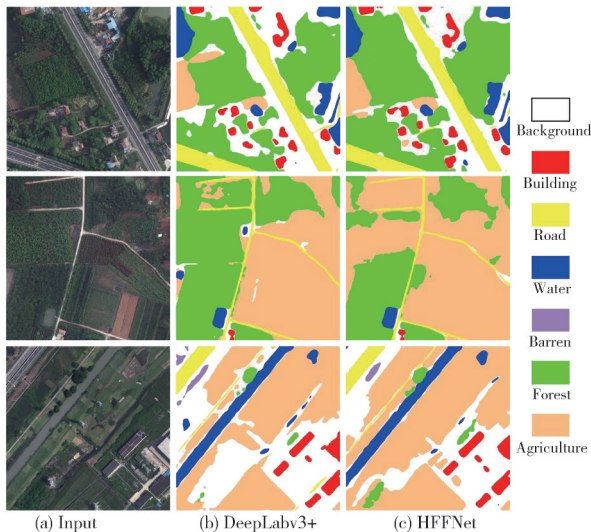 Background
Building
Road
Water
Barren
Forest
Agriculture
(a) Input
(b) DeepLabv3+
(c) HFFNet